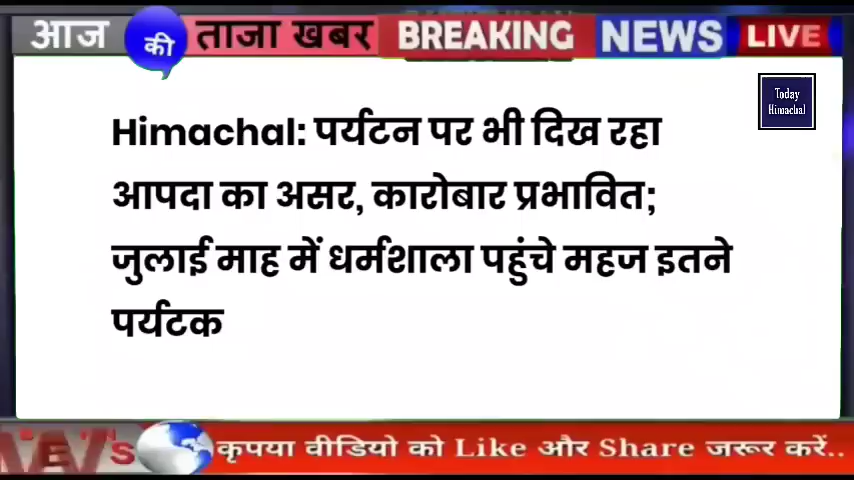 आज की ताजा खबर BREAKING NEWS LIVE
Today
Himachal
Himachal: पर्यटन पर भी दिख रहा
आपदा का असर, कारोबार प्रभावित;
जुलाई माह में धर्मशाला पहुंचे महज इतने
पर्यटक
NEWS कृपया वीडियो को Like और Share जरूर करें..